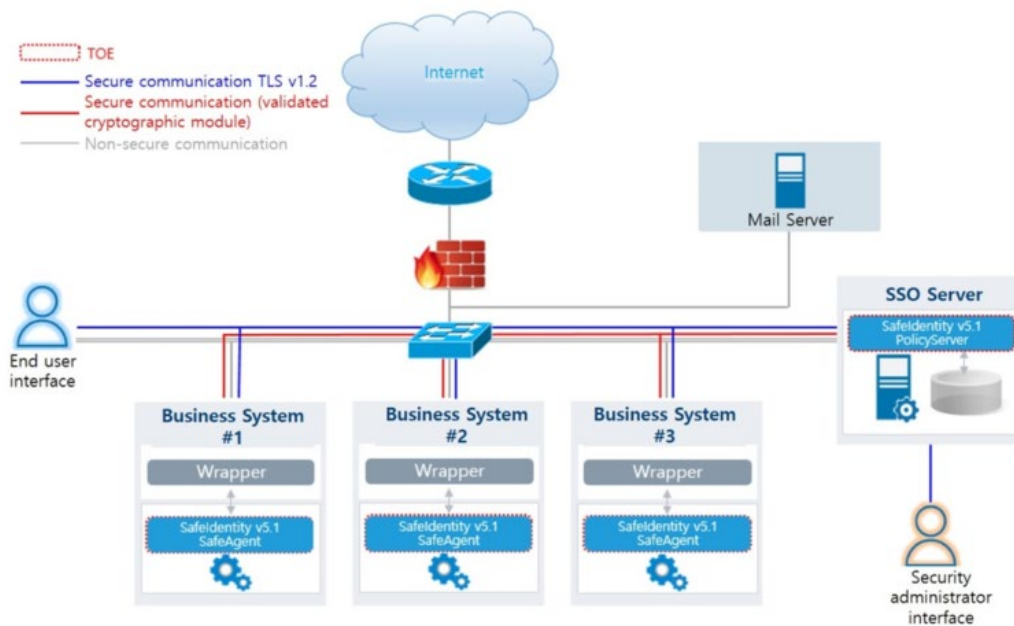 TOE
Secure communication TLS v1.2
Secure communication (validated
cryptographic module)
Non-secure communication
Internet
Mail Server
End user
interface
SSO Server
SafeIdentity v5.1
PolicyServer
Business System
#1
Wrapper
SafeIdentity v5.1
SafeAgent
Business System
#2
Wrapper
SafeIdentity v5.1
SafeAgent
Business System
#3
Wrapper
SafeIdentity v5.1
SafeAgent
Security
administrator
interface